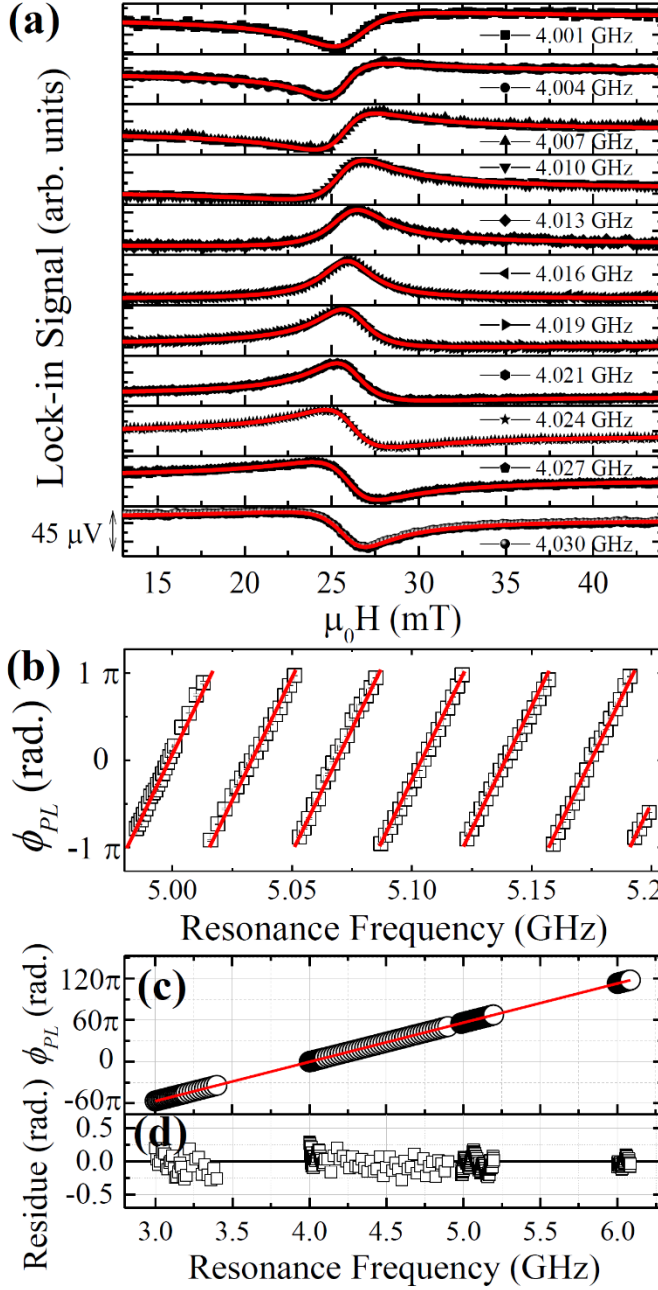 (a)
4.001 GHz
4.004 GHz
4.007 GHz
4.010 GHz
4.013 GHz
4.016 GHz
4.019 GHz
4.021 GHz
4.024 GHz
4.027 GHz
4.030 GHz
Lock-in Signal (arb. units)
45 μV
15 20 25 30 35 40
μ₀H (mT)
(b)
1 π
0
-1 π
ϕ_PL (rad.)
5.00 5.05 5.10 5.15 5.2
Resonance Frequency (GHz)
(c)
120π
60π
0
-60π
ϕ_PL (rad.)
(d)
0.5
0.0
-0.5
Residue (rad.)
3.0 3.5 4.0 4.5 5.0 5.5 6.0
Resonance Frequency (GHz)